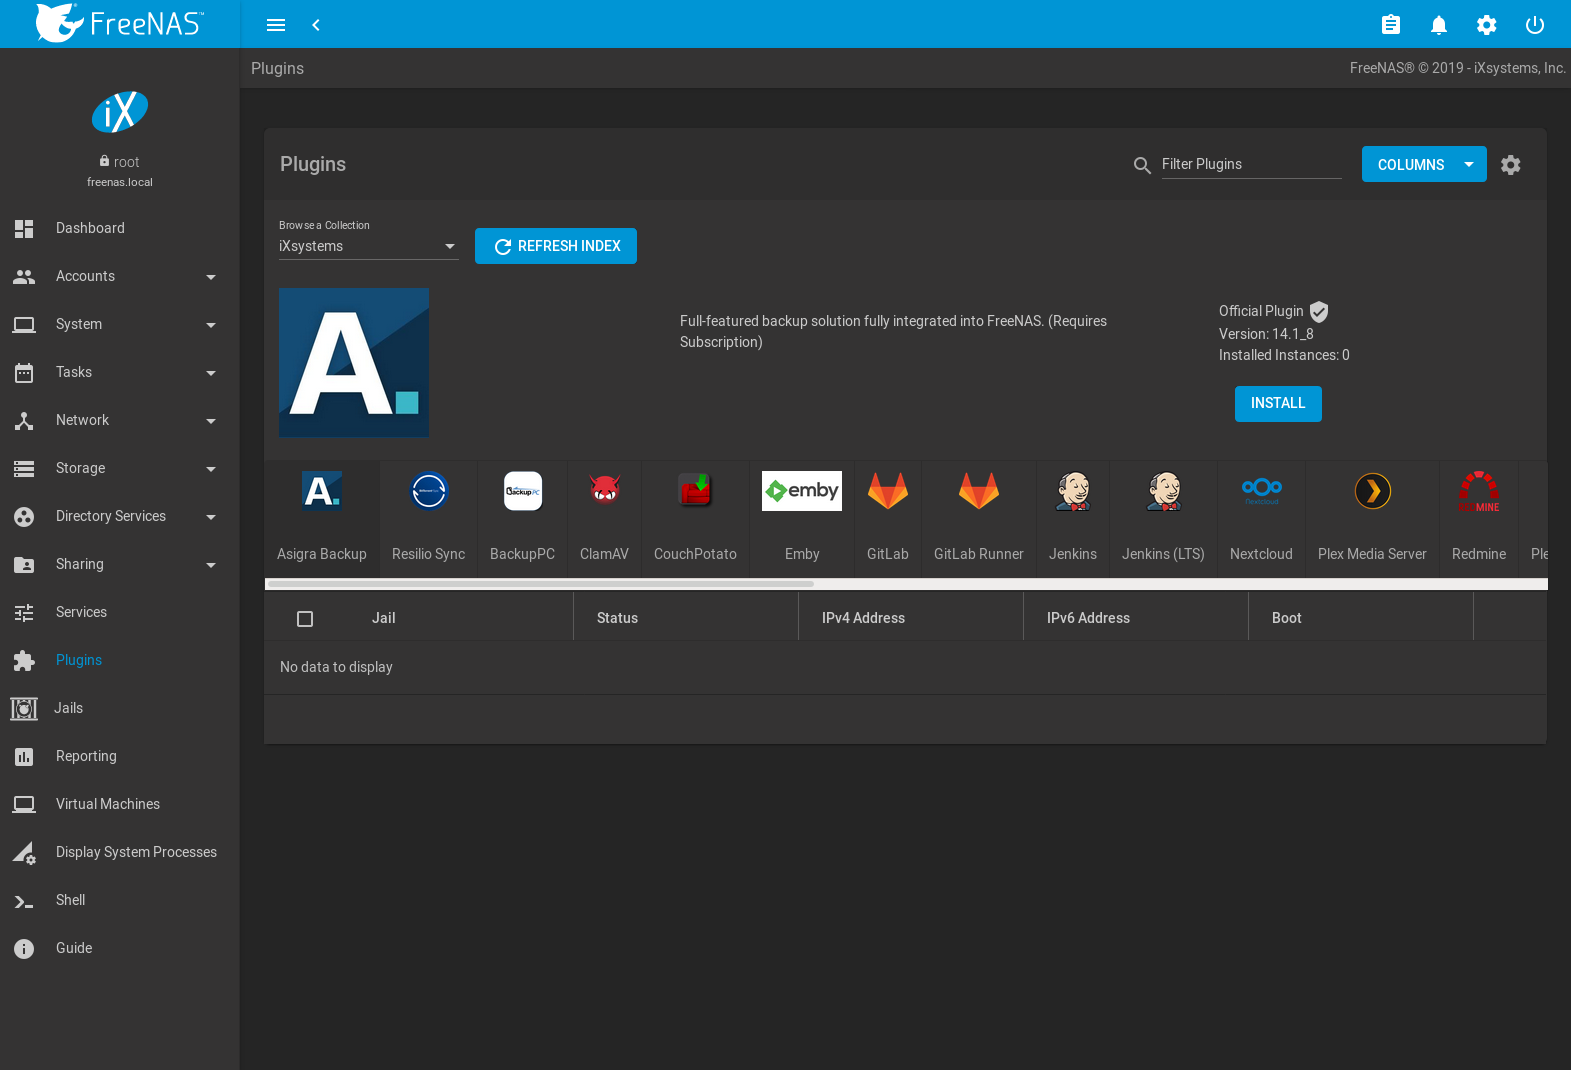 FreeNAS™
Plugins
FreeNAS® © 2019 - iXsystems, Inc.
iX
root
freenas.local
Dashboard
Accounts
System
Tasks
Network
Storage
Directory Services
Sharing
Services
Plugins
Jails
Reporting
Virtual Machines
Display System Processes
Shell
Guide
Plugins
Filter Plugins
COLUMNS
Browse a Collection
iXsystems
REFRESH INDEX
A.
Full-featured backup solution fully integrated into FreeNAS. (Requires
Subscription)
Official Plugin
Version: 14.1_8
Installed Instances: 0
INSTALL
A.
BackupPC
emby
Nextcloud
REDMINE
Asigra Backup
Resilio Sync
BackupPC
ClamAV
CouchPotato
Emby
GitLab
GitLab Runner
Jenkins
Jenkins (LTS)
Nextcloud
Plex Media Server
Redmine
Ple
Jail
Status
IPv4 Address
IPv6 Address
Boot
No data to display